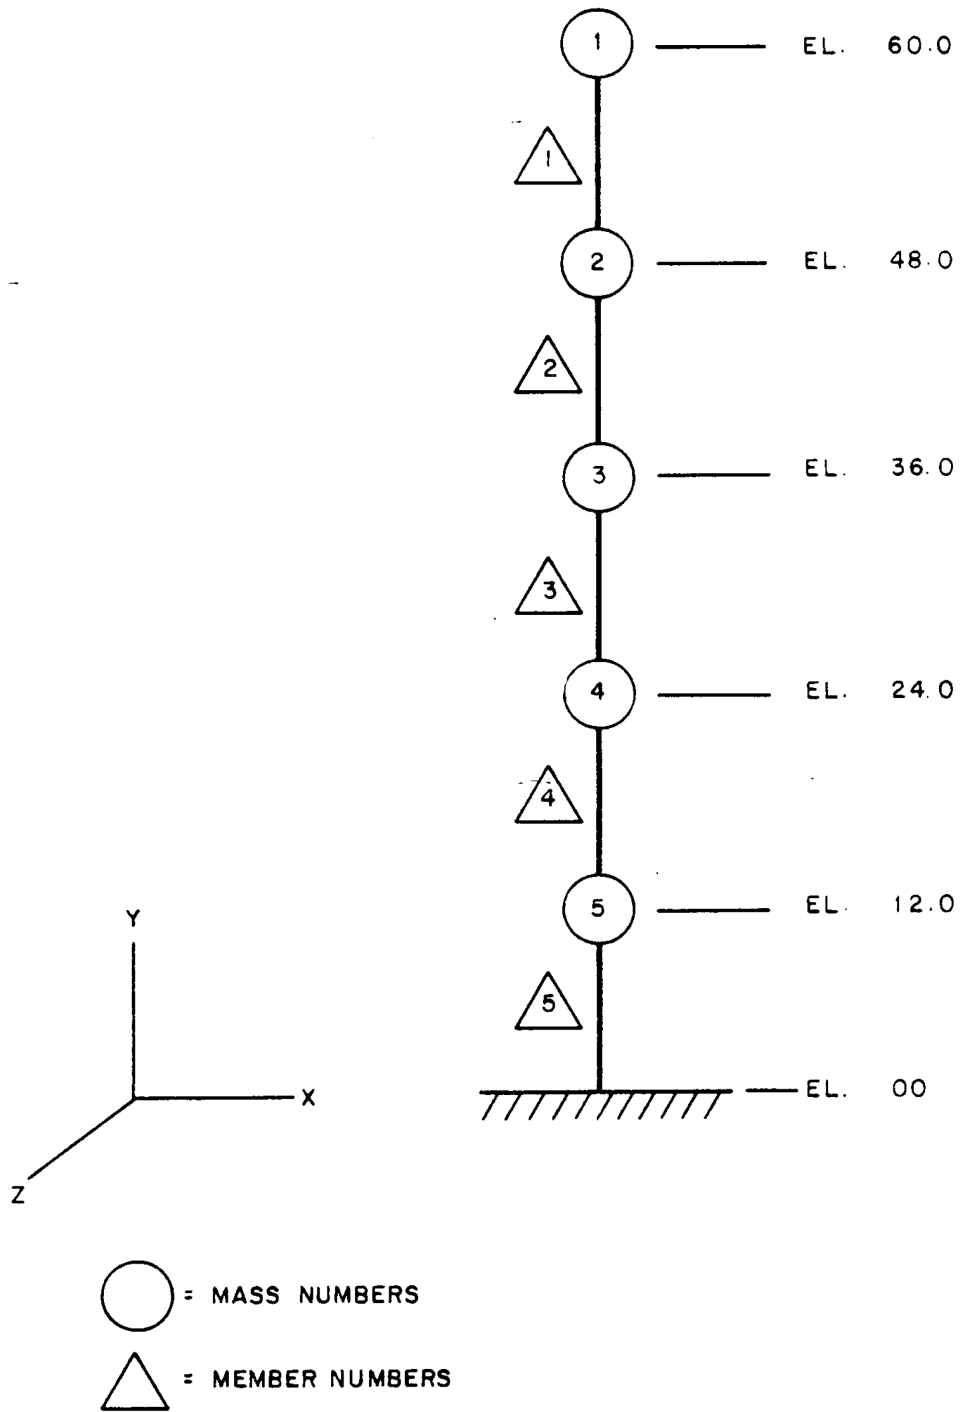 1 EL. 60.0
1
2 EL. 48.0
2
3 EL. 36.0
3
4 EL. 24.0
4
5 EL. 12.0
5
EL. 00
Y
X
Z
= MASS NUMBERS
= MEMBER NUMBERS